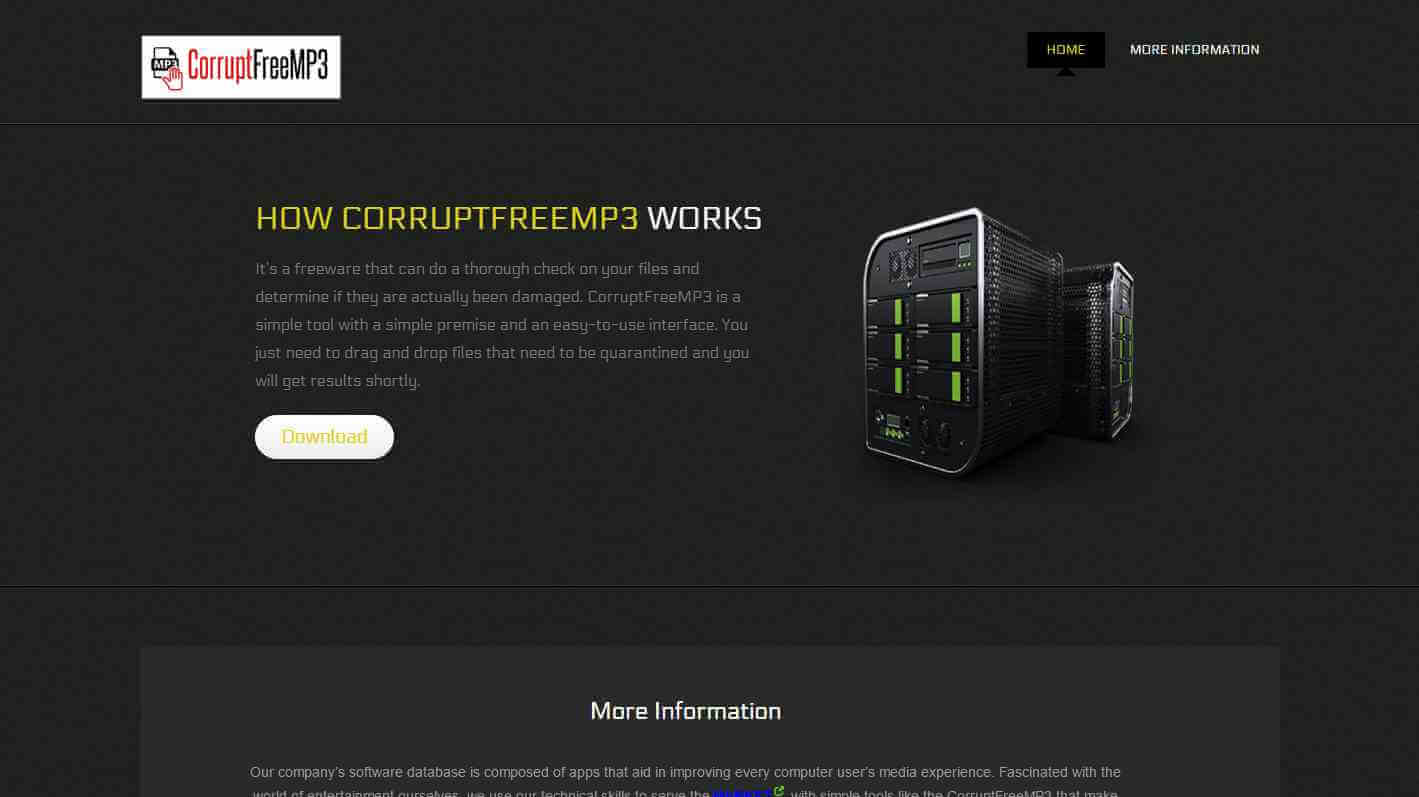 MP3 CorruptFreeMP3
HOME
MORE INFORMATION
HOW CORRUPTFREEMP3 WORKS
It's a freeware that can do a thorough check on your files and
determine if they are actually been damaged. CorruptFreeMP3 is a
simple tool with a simple premise and an easy-to-use interface. You
just need to drag and drop files that need to be quarantined and you
will get results shortly.
Download
More Information
Our company's software database is composed of apps that aid in improving every computer user's media experience. Fascinated with the
world of entertainment ourselves, we use our technical skills to serve the with simple tools like the CorruptFreeMP3 that make